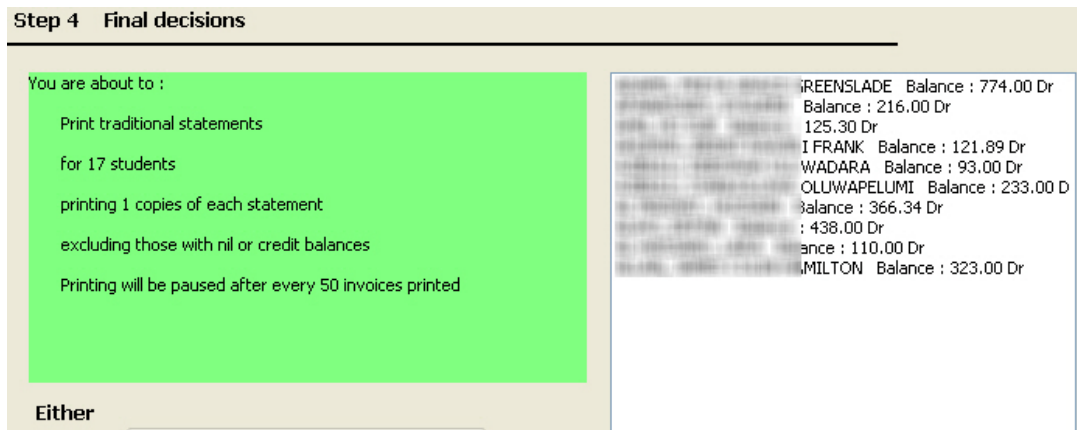 Step 4 Final decisions
You are about to :
Print traditional statements
for 17 students
printing 1 copies of each statement
excluding those with nil or credit balances
Printing will be paused after every 50 invoices printed
Either
REENSLADE Balance : 774.00 Dr
Balance : 216.00 Dr
125.30 Dr
I FRANK Balance : 121.89 Dr
WADARA Balance : 93.00 Dr
OLUWAPELUMI Balance : 233.00 D
Balance : 366.34 Dr
: 438.00 Dr
ance : 110.00 Dr
MILTON Balance : 323.00 Dr